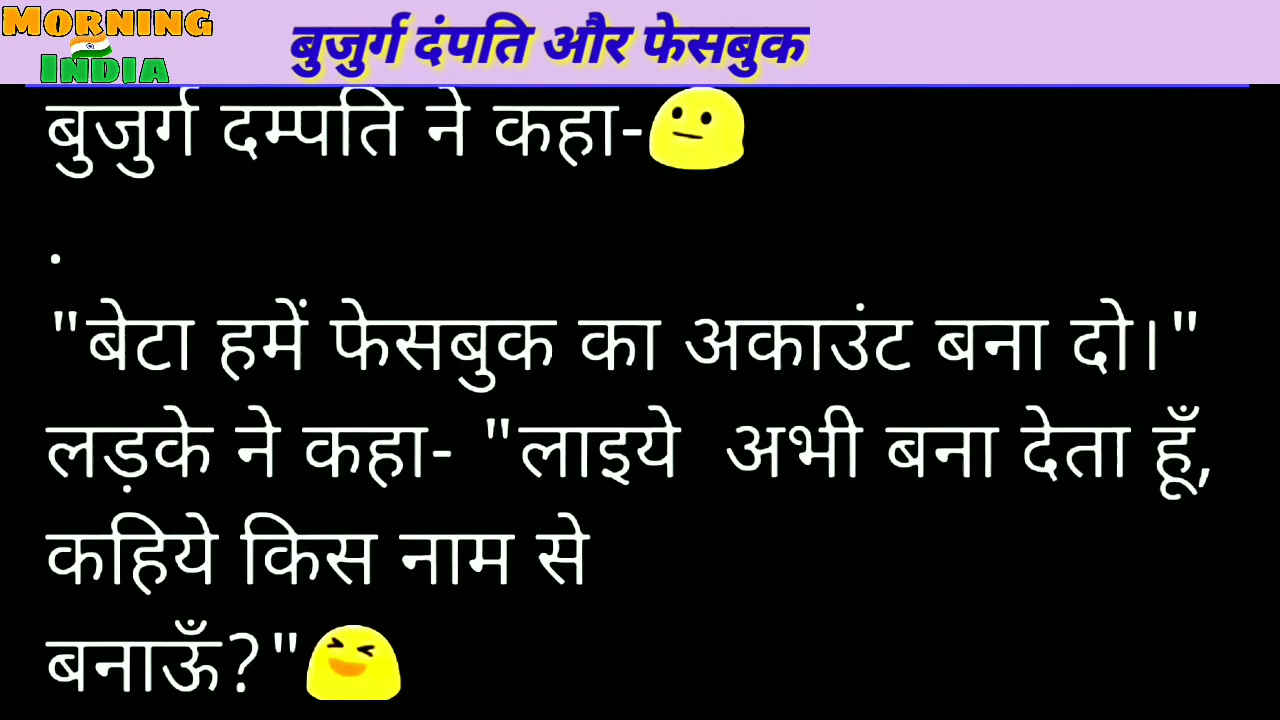 MORNING
INDIA
बुजुर्ग दंपति और फेसबुक
बुजुर्ग दम्पति ने कहा-😐
.
"बेटा हमें फेसबुक का अकाउंट बना दो।"
लड़के ने कहा- "लाइये अभी बना देता हूँ,
कहिये किस नाम से
बनाऊँ?"😆